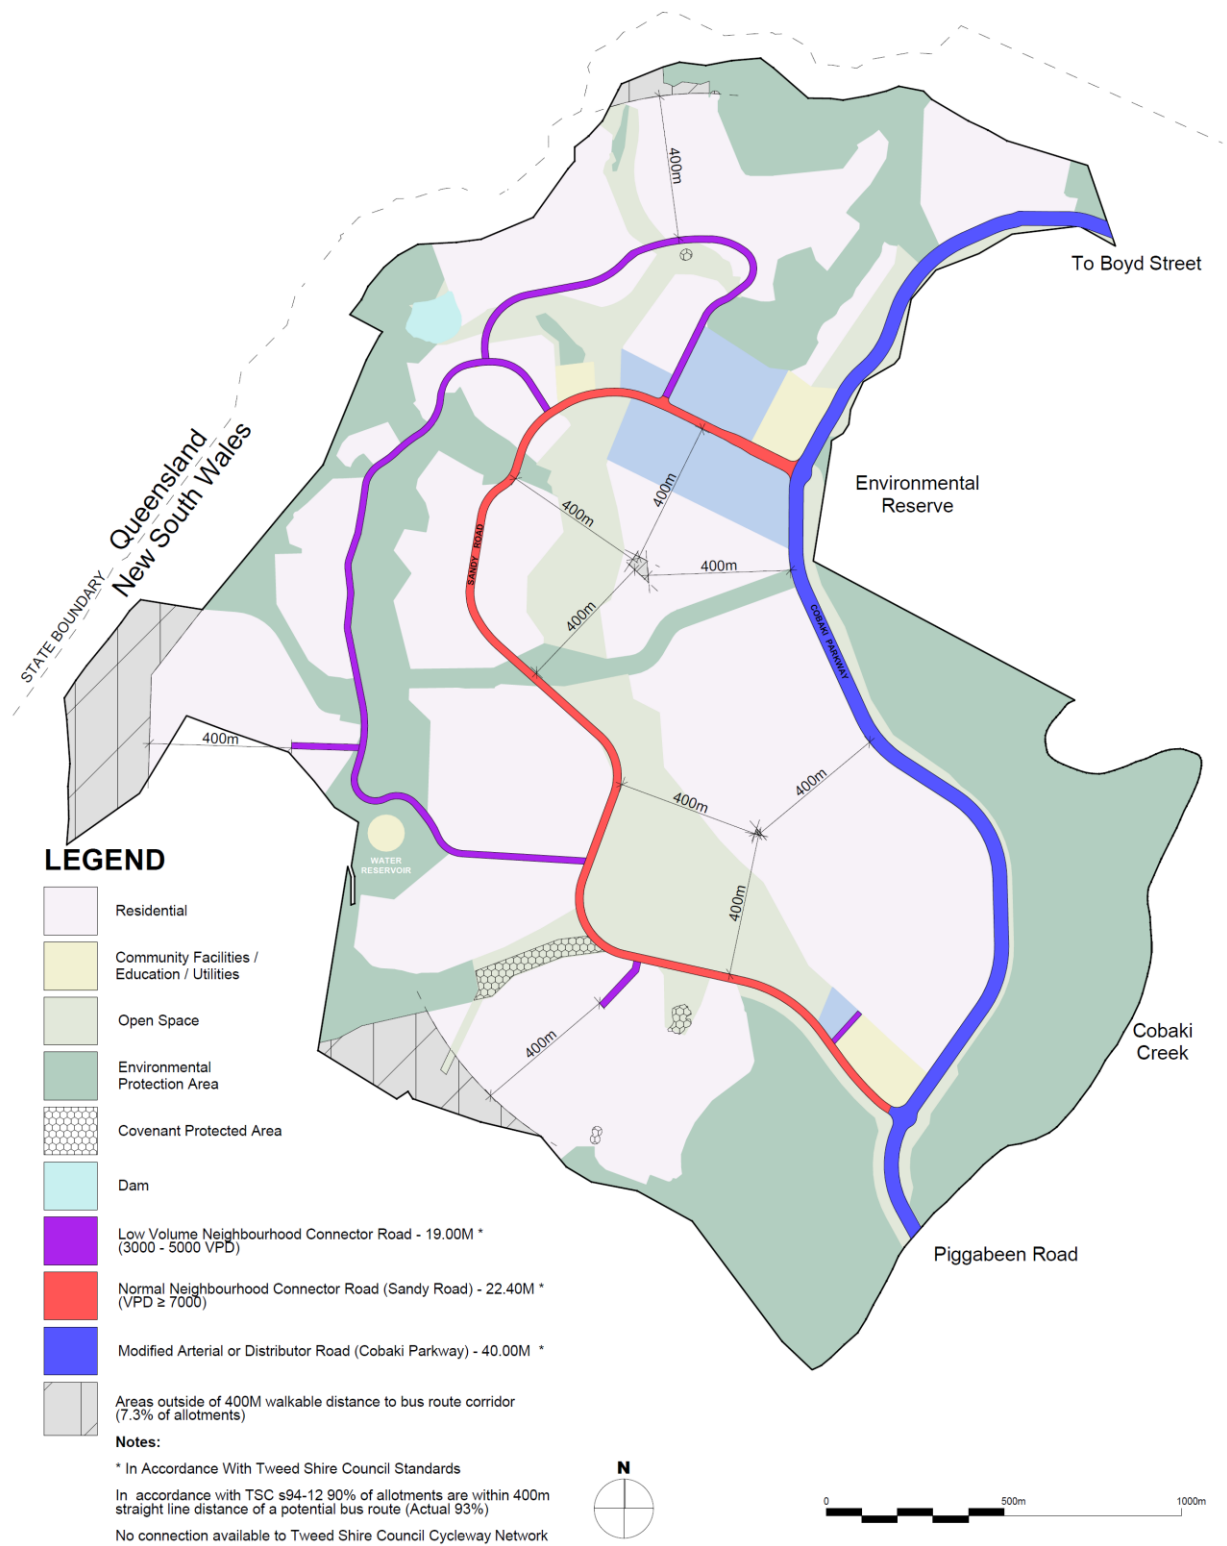 400m
To Boyd Street
Queensland
New South Wales
STATE BOUNDARY
Environmental
Reserve
400m
400m
400m
400m
SANDY ROAD
COBAKI PARKWAY
400m
400m
400m
400m
WATER
RESERVOIR
400m
Cobaki
Creek
Piggabeen Road
LEGEND
Residential
Community Facilities /
Education / Utilities
Open Space
Environmental
Protection Area
Covenant Protected Area
Dam
Low Volume Neighbourhood Connector Road - 19.00M *
(3000 - 5000 VPD)
Normal Neighbourhood Connector Road (Sandy Road) - 22.40M *
(VPD ≥ 7000)
Modified Arterial or Distributor Road (Cobaki Parkway) - 40.00M *
Areas outside of 400M walkable distance to bus route corridor
(7.3% of allotments)
Notes:
* In Accordance With Tweed Shire Council Standards
In accordance with TSC s94-12 90% of allotments are within 400m
straight line distance of a potential bus route (Actual 93%)
No connection available to Tweed Shire Council Cycleway Network
N
0 500m 1000m